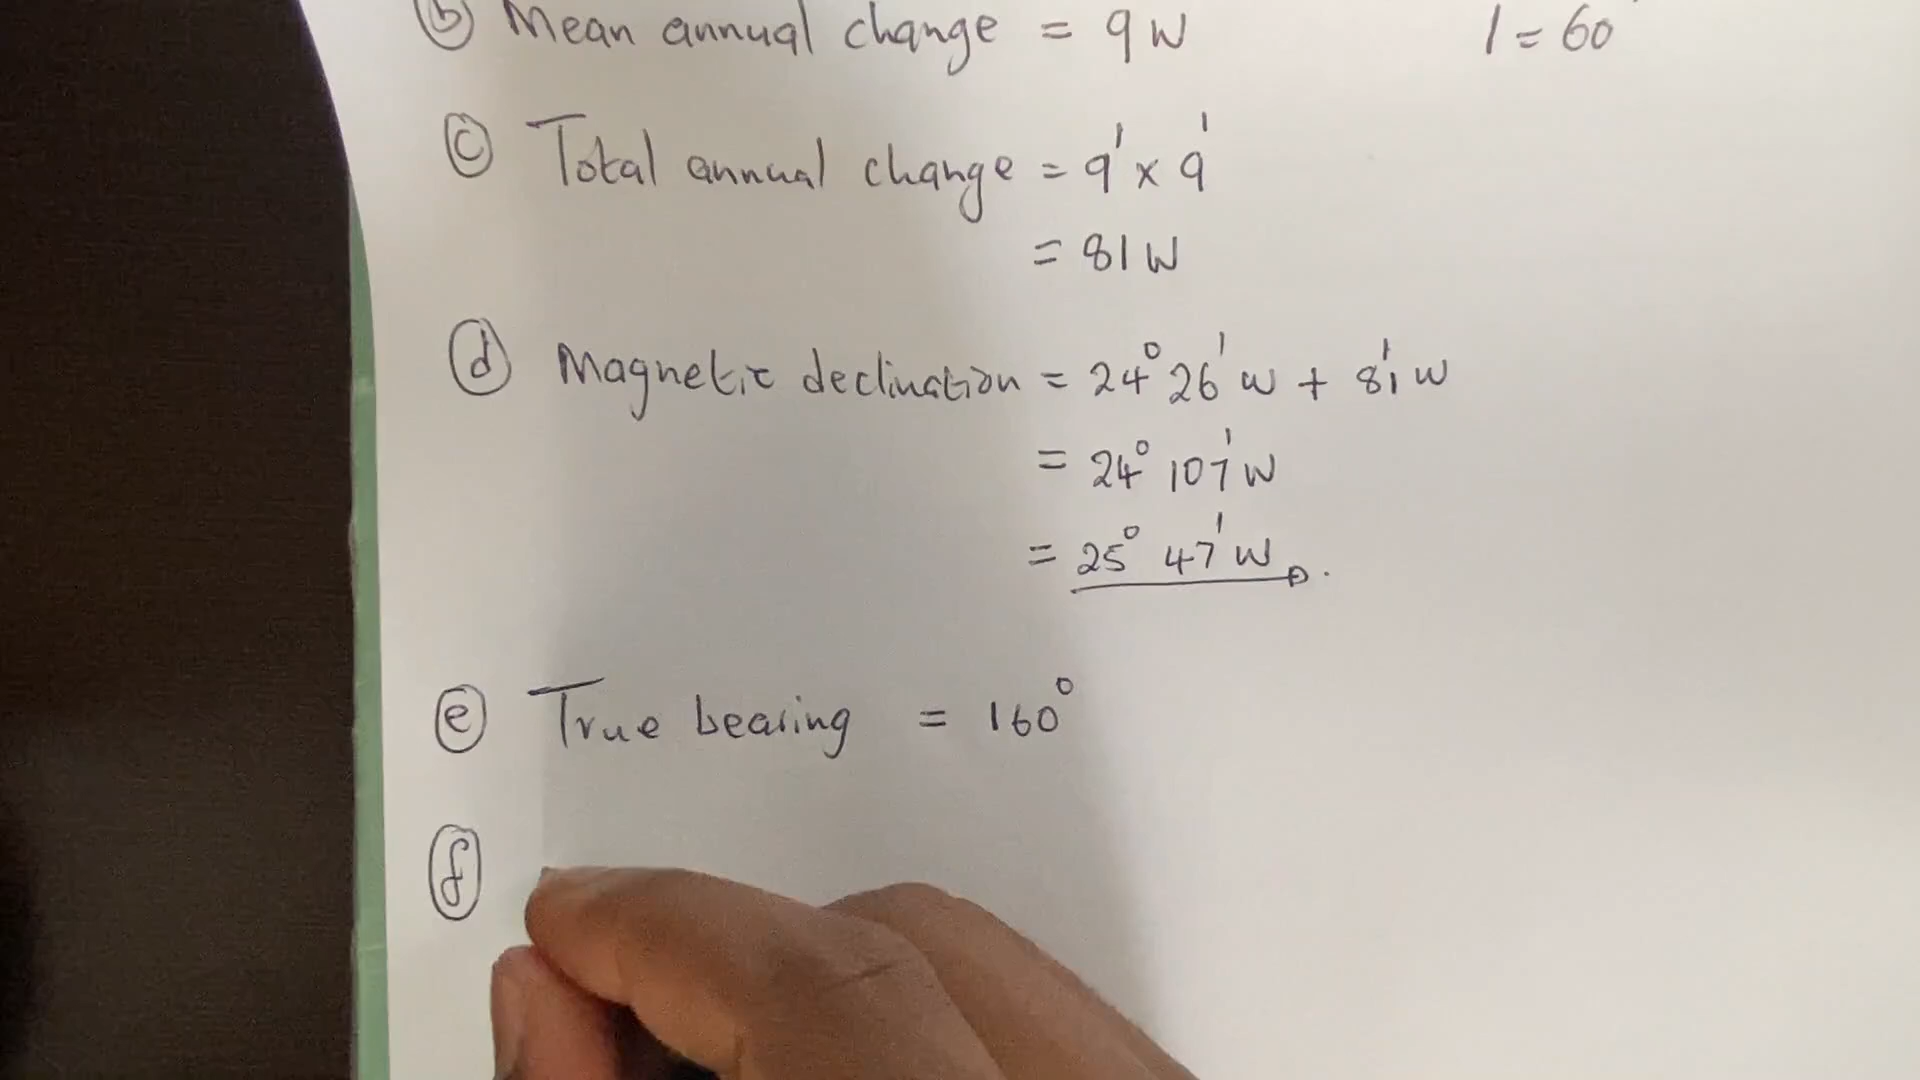 (b) Mean annual change = 9 W 1 = 60'
(c) Total annual change = 9' x 9'
= 81 W
(d) Magnetic declination = 24° 26' W + 81' W
= 24° 107' W
= 25° 47' W.
(e) True bearing = 160°
(f)